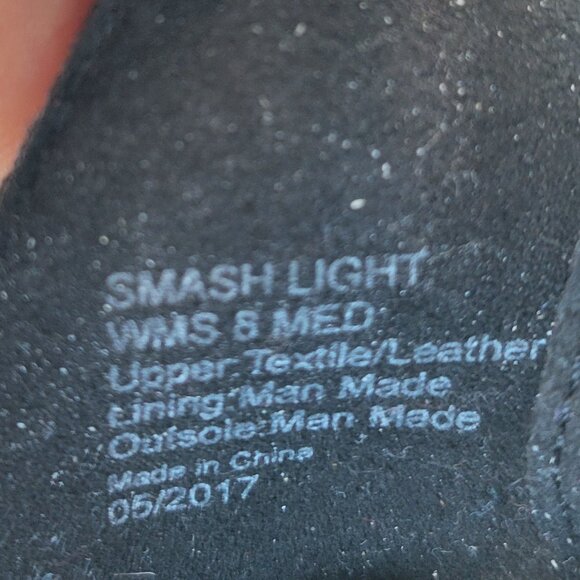 SMASH LIGHT
WMS 8 MED
Upper: Textile/Leather
Lining: Man Made
Outsole: Man Made
Made in China
05/2017